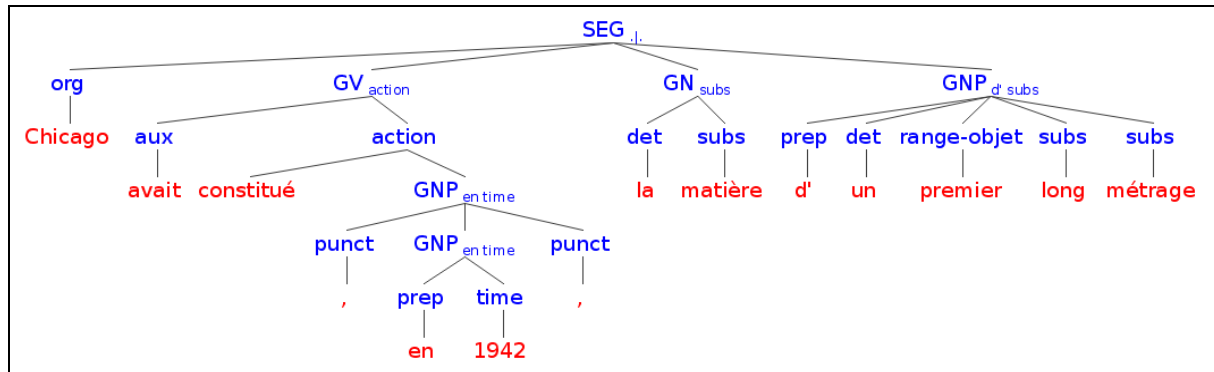 SEG .|.
org GV action GN subs GNP d' subs
Chicago aux action det subs prep det range-objet subs subs
avait constitué GNP en time la matière d' un premier long métrage
punct GNP en time punct
, prep time ,
en 1942